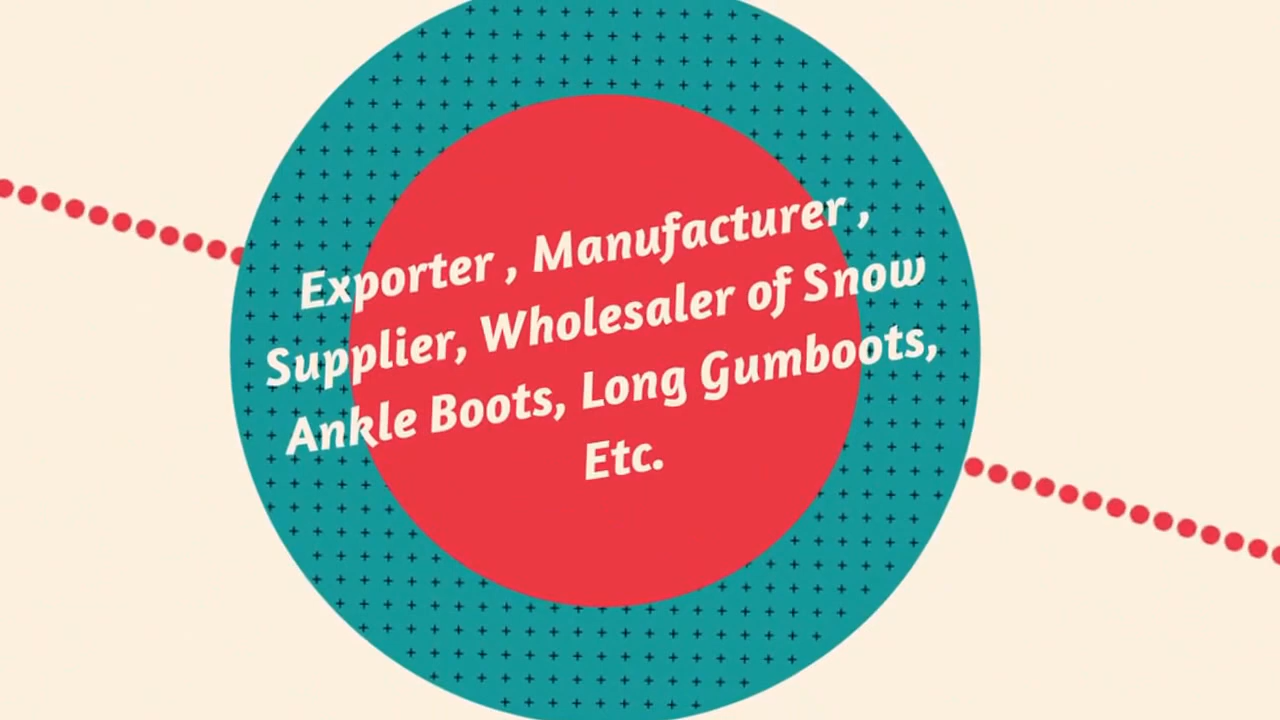 Exporter , Manufacturer ,
Supplier, Wholesaler of Snow
Ankle Boots, Long Gumboots,
Etc.